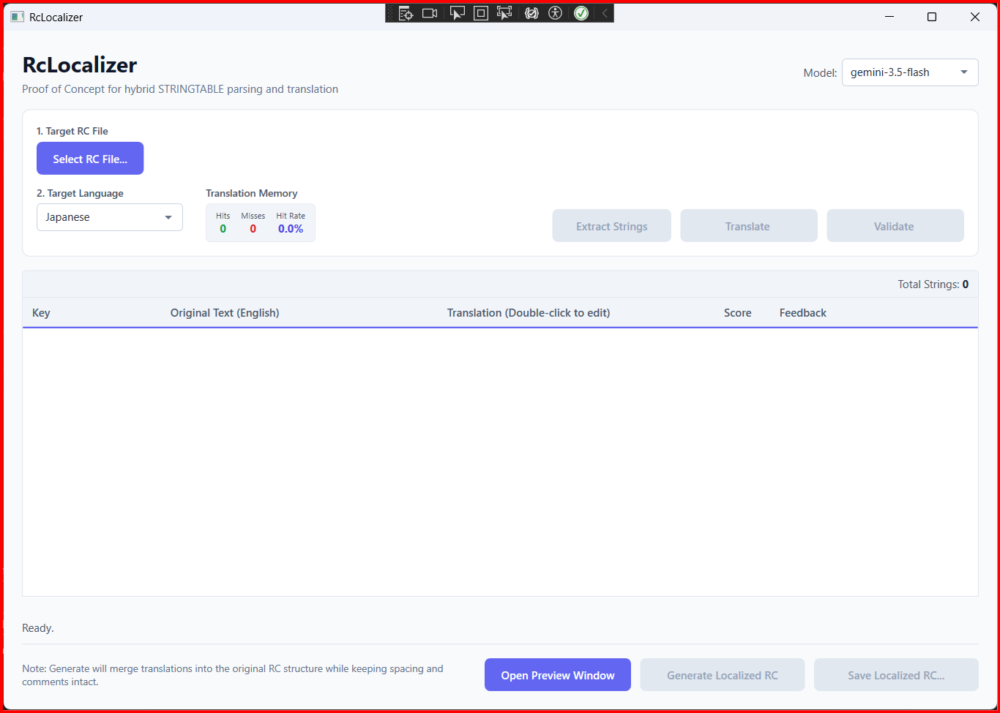 RcLocalizer
RcLocalizer
Proof of Concept for hybrid STRINGTABLE parsing and translation
Model:
gemini-3.5-flash
1. Target RC File
Select RC File...
2. Target Language
Japanese
Translation Memory
Hits Misses Hit Rate
0 0 0.0%
Extract Strings
Translate
Validate
Total Strings: 0
Key Original Text (English) Translation (Double-click to edit) Score Feedback
Ready.
Note: Generate will merge translations into the original RC structure while keeping spacing and
comments intact.
Open Preview Window
Generate Localized RC
Save Localized RC...